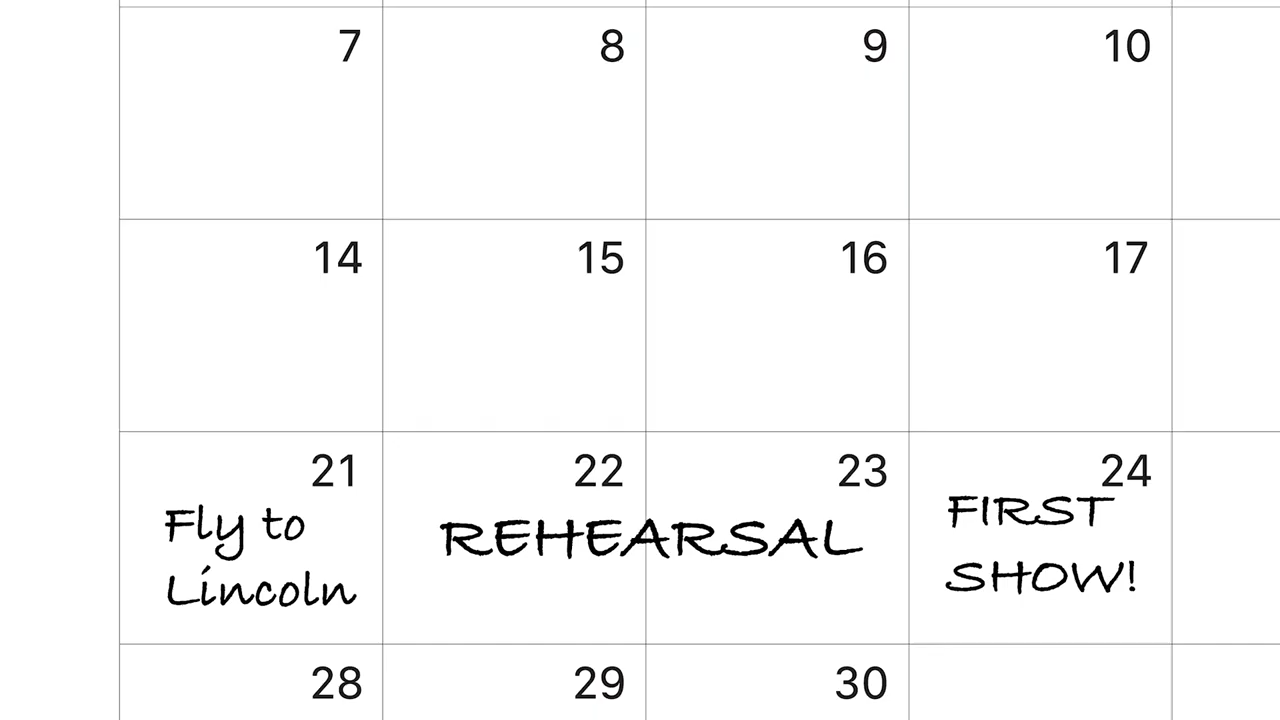 7 8 9 10
14 15 16 17
21 22 23 24
Fly to
Lincoln
REHEARSAL
FIRST
SHOW!
28 29 30